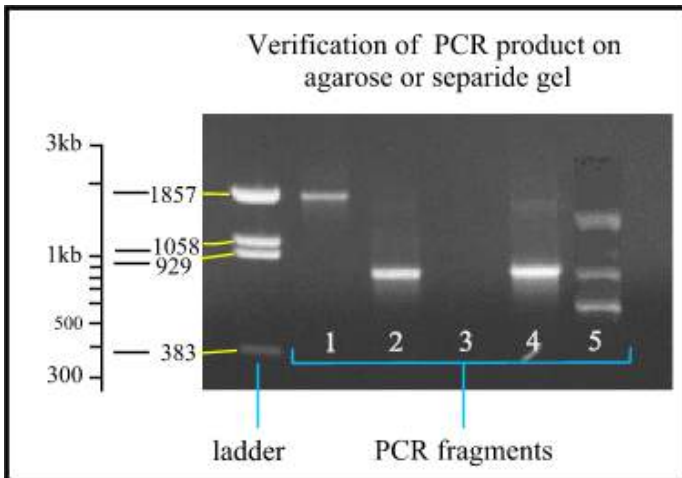 Verification of PCR product on
agarose or separide gel
3kb
1857
1058
1kb
929
500
383
300
1 2 3 4 5
ladder
PCR fragments